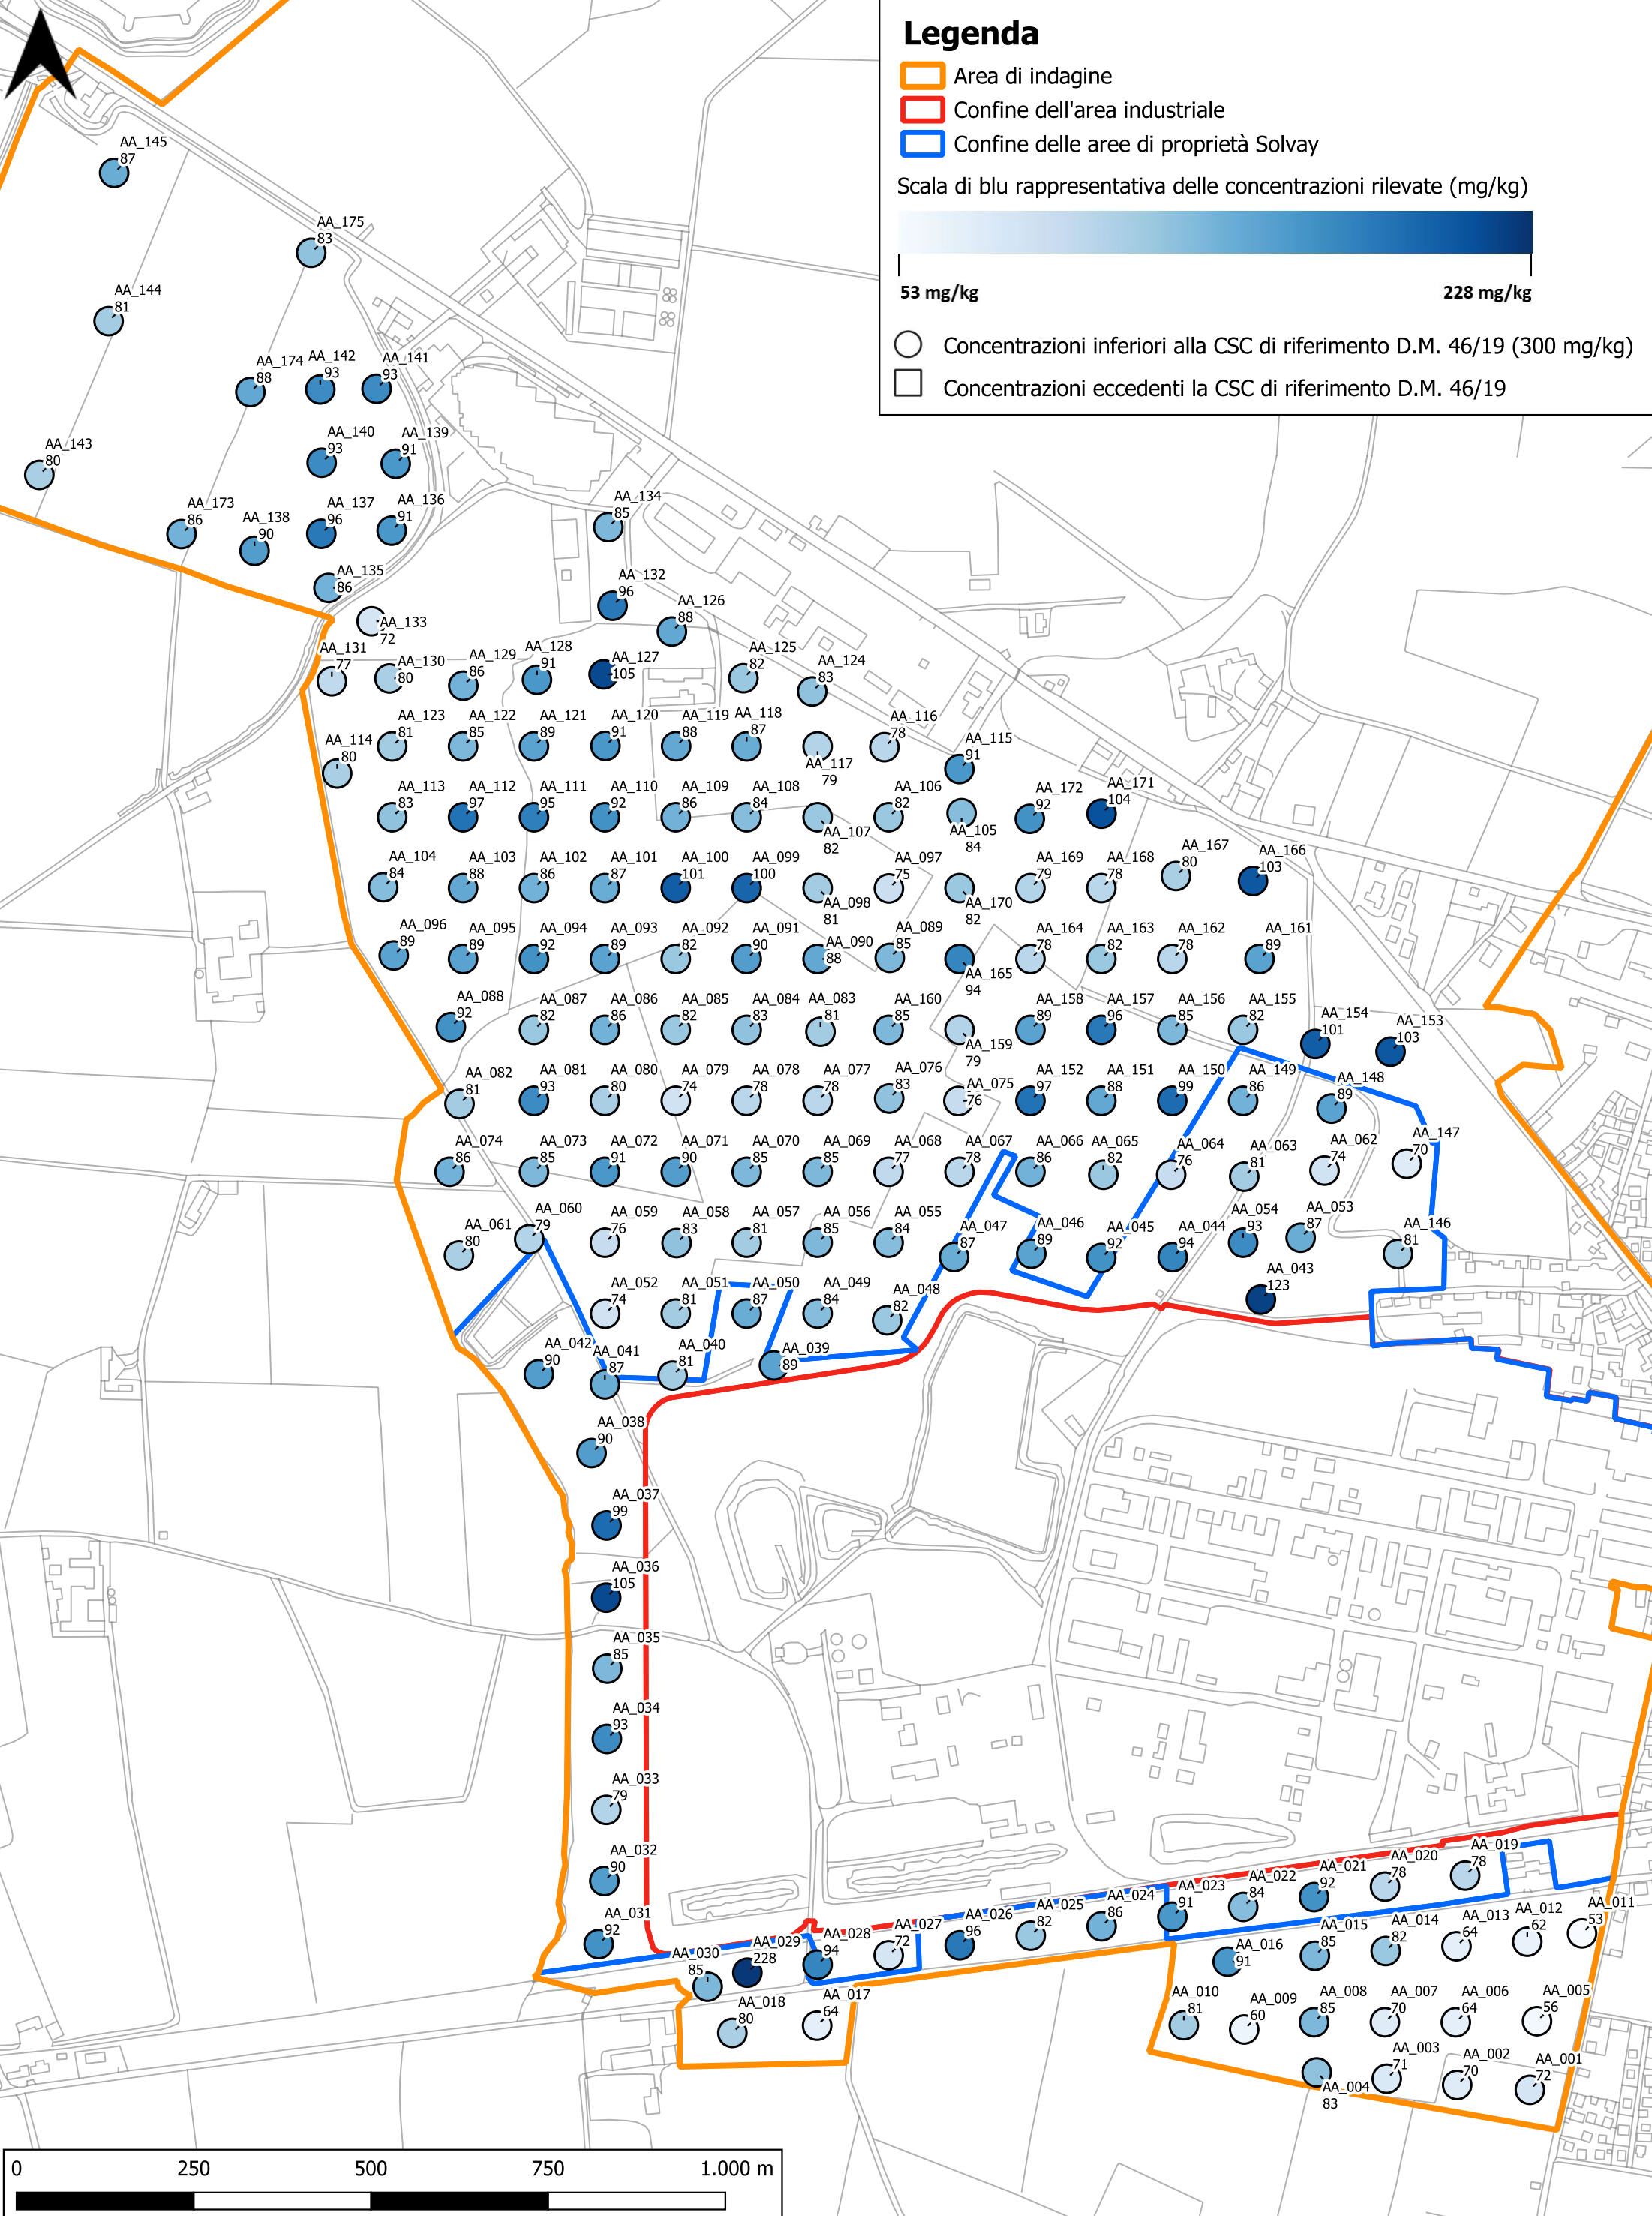 Legenda
Area di indagine
Confine dell'area industriale
Confine delle aree di proprietà Solvay
Scala di blu rappresentativa delle concentrazioni rilevate (mg/kg)
53 mg/kg 228 mg/kg
Concentrazioni inferiori alla CSC di riferimento D.M. 46/19 (300 mg/kg)
Concentrazioni eccedenti la CSC di riferimento D.M. 46/19
AA_145
87
AA_175
83
AA_144
81
AA_174
88
AA_142
93
AA_141
93
AA_143
80
AA_140
93
AA_139
91
AA_173
86
AA_138
90
AA_137
96
AA_136
91
AA_134
85
AA_135
86
AA_132
96
AA_133
72
AA_126
88
AA_131
77
AA_130
80
AA_129
86
AA_128
91
AA_127
105
AA_125
82
AA_124
83
AA_114
80
AA_123
81
AA_122
85
AA_121
89
AA_120
91
AA_119
88
AA_118
87
AA_117
79
AA_116
78
AA_115
91
AA_113
83
AA_112
97
AA_111
95
AA_110
92
AA_109
86
AA_108
84
AA_107
82
AA_106
82
AA_105
84
AA_172
92
AA_171
104
AA_104
84
AA_103
88
AA_102
86
AA_101
87
AA_100
101
AA_099
100
AA_098
81
AA_097
75
AA_170
82
AA_169
79
AA_168
78
AA_167
80
AA_166
103
AA_096
89
AA_095
89
AA_094
92
AA_093
89
AA_092
82
AA_091
90
AA_090
88
AA_089
85
AA_165
94
AA_164
78
AA_163
82
AA_162
78
AA_161
89
AA_088
92
AA_087
82
AA_086
86
AA_085
82
AA_084
83
AA_083
81
AA_160
85
AA_159
79
AA_158
89
AA_157
96
AA_156
85
AA_155
82
AA_154
101
AA_153
103
AA_082
81
AA_081
93
AA_080
80
AA_079
74
AA_078
78
AA_077
78
AA_076
83
AA_075
76
AA_152
97
AA_151
88
AA_150
99
AA_149
86
AA_148
89
AA_074
86
AA_073
85
AA_072
91
AA_071
90
AA_070
85
AA_069
85
AA_068
77
AA_067
78
AA_066
86
AA_065
82
AA_064
76
AA_063
81
AA_062
74
AA_147
70
AA_061
80
AA_060
79
AA_059
76
AA_058
83
AA_057
81
AA_056
85
AA_055
84
AA_047
87
AA_046
89
AA_045
92
AA_044
94
AA_054
93
AA_053
87
AA_146
81
AA_052
74
AA_051
81
AA_050
87
AA_049
84
AA_048
82
AA_043
123
AA_042
90
AA_041
87
AA_040
81
AA_039
89
AA_038
90
AA_037
99
AA_036
105
AA_035
85
AA_034
93
AA_033
79
AA_032
90
AA_031
92
AA_030
85
AA_029
228
AA_028
94
AA_027
72
AA_026
96
AA_025
82
AA_024
86
AA_023
91
AA_022
84
AA_021
92
AA_020
78
AA_019
78
AA_018
80
AA_017
64
AA_016
91
AA_015
85
AA_014
82
AA_013
64
AA_012
62
AA_011
53
AA_010
81
AA_009
60
AA_008
85
AA_007
70
AA_006
64
AA_005
56
AA_004
83
AA_003
71
AA_002
70
AA_001
72
0 250 500 750 1.000 m